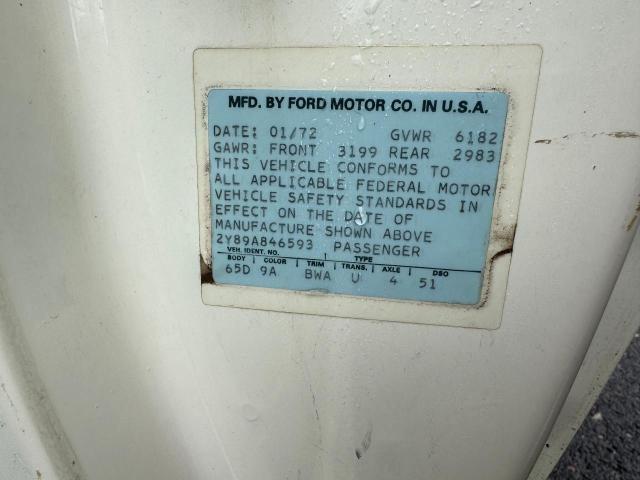 MFD. BY FORD MOTOR CO. IN U.S.A.
DATE: 01/72 GVWR 6182
GAWR: FRONT 3199 REAR 2983
THIS VEHICLE CONFORMS TO
ALL APPLICABLE FEDERAL MOTOR
VEHICLE SAFETY STANDARDS IN
EFFECT ON THE DATE OF
MANUFACTURE SHOWN ABOVE
2Y89A846593 PASSENGER
VEH. IDENT. NO. TYPE
BODY COLOR TRIM TRANS. AXLE DSO
65D 9A BWA U 4 51